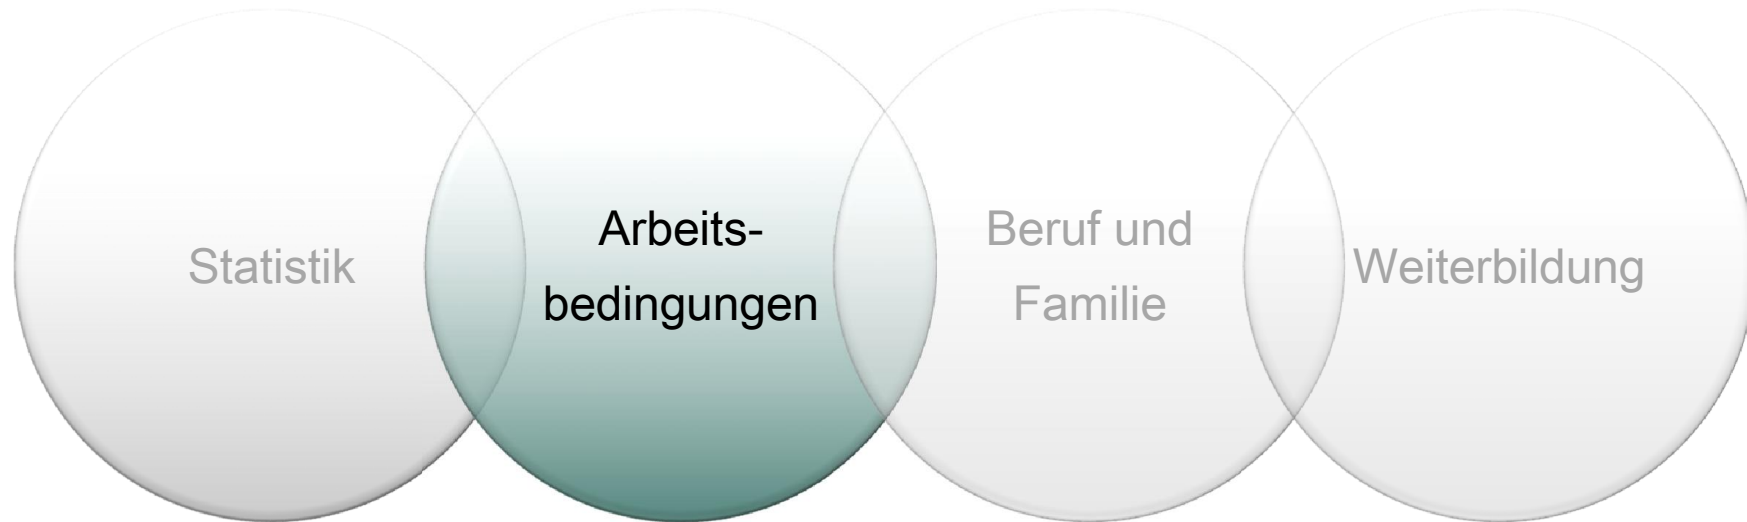 Statistik
Arbeits-
bedingungen
Beruf und
Familie
Weiterbildung